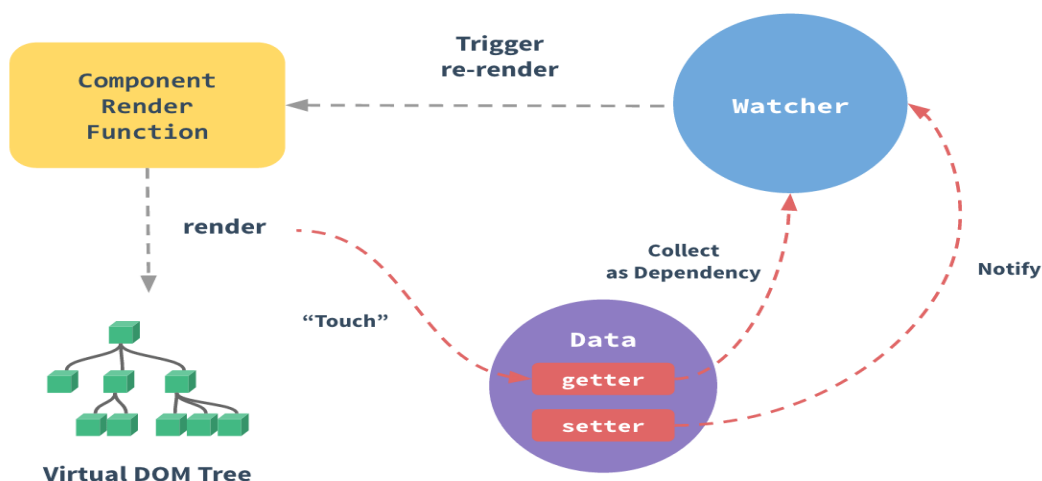 Trigger
re-render
Component
Render
Function
Watcher
render
Collect
as Dependency
Notify
“Touch”
Data
getter
setter
Virtual DOM Tree